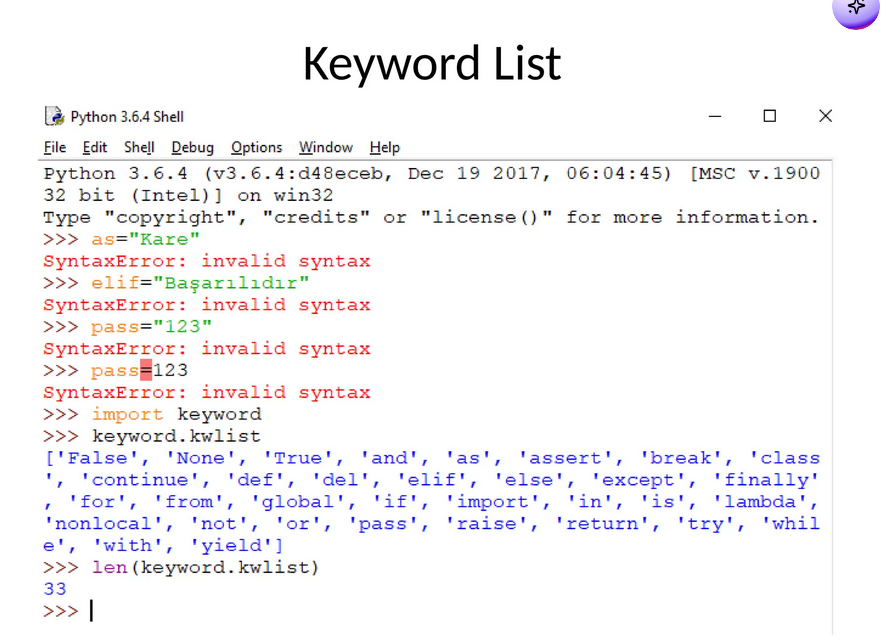 Keyword List
Python 3.6.4 Shell
File Edit Shell Debug Options Window Help
Python 3.6.4 (v3.6.4:d48eceb, Dec 19 2017, 06:04:45) [MSC v.1900
32 bit (Intel)] on win32
Type "copyright", "credits" or "license()" for more information.
>>> as="Kare"
SyntaxError: invalid syntax
>>> elif="Başarılıdır"
SyntaxError: invalid syntax
>>> pass="123"
SyntaxError: invalid syntax
>>> pass=123
SyntaxError: invalid syntax
>>> import keyword
>>> keyword.kwlist
['False', 'None', 'True', 'and', 'as', 'assert', 'break', 'class
', 'continue', 'def', 'del', 'elif', 'else', 'except', 'finally'
, 'for', 'from', 'global', 'if', 'import', 'in', 'is', 'lambda',
'nonlocal', 'not', 'or', 'pass', 'raise', 'return', 'try', 'whil
e', 'with', 'yield']
>>> len(keyword.kwlist)
33
>>>